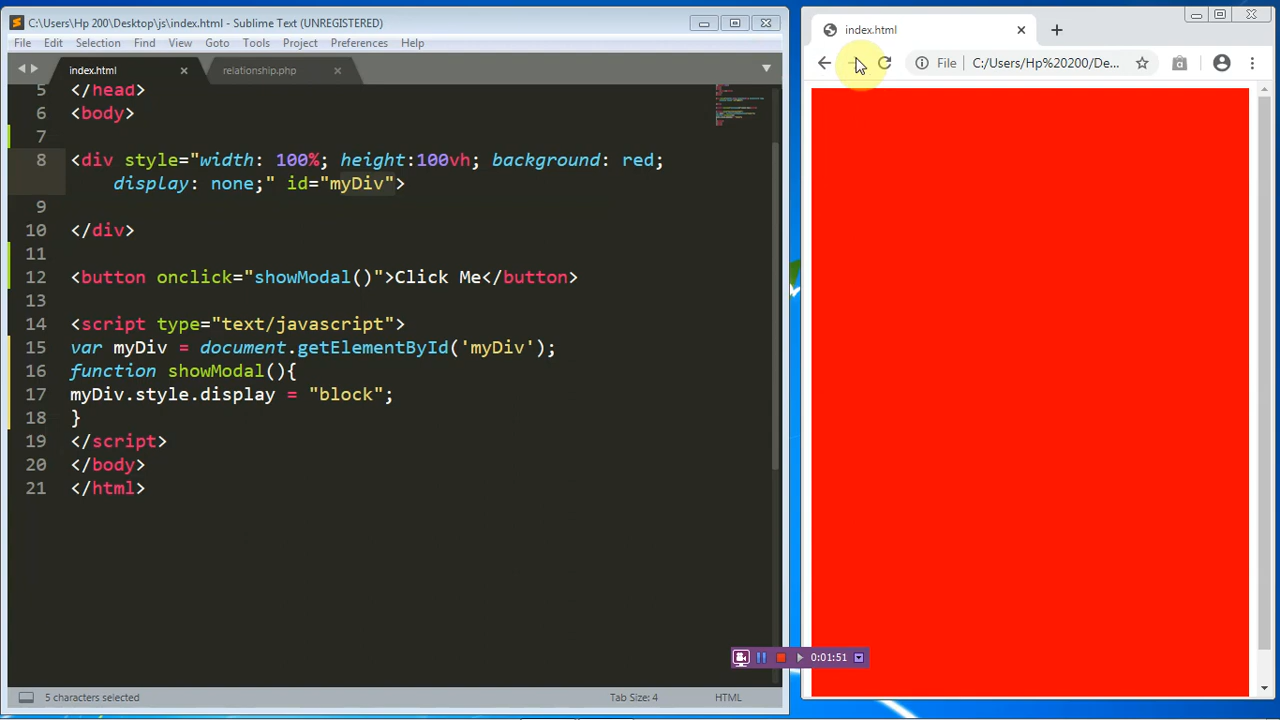 C:\Users\Hp 200\Desktop\js\index.html - Sublime Text (UNREGISTERED)
File Edit Selection Find View Goto Tools Project Preferences Help
index.html relationship.php
5 </head>
6 <body>
7
8 <div style="width: 100%; height:100vh; background: red;
display: none;" id="myDiv">
9
10 </div>
11
12 <button onclick="showModal()">Click Me</button>
13
14 <script type="text/javascript">
15 var myDiv = document.getElementById('myDiv');
16 function showModal(){
17 myDiv.style.display = "block";
18 }
19 </script>
20 </body>
21 </html>
5 characters selected Tab Size: 4 HTML
index.html
File C:/Users/Hp%20200/De...
0:01:51